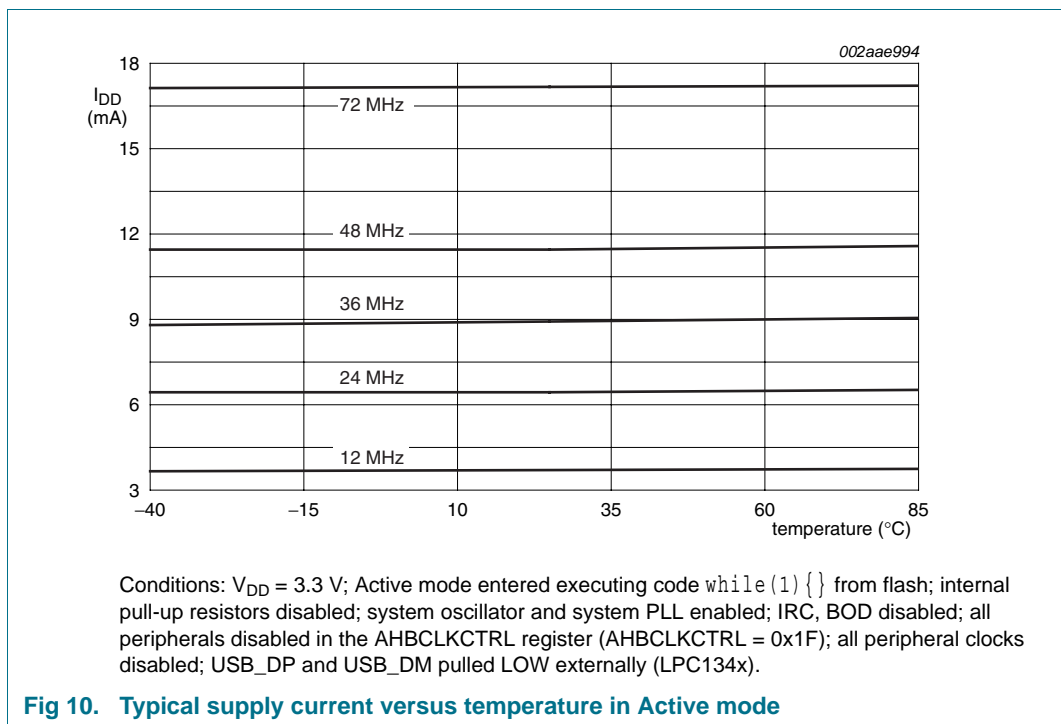 002aae994
18
I_DD
(mA)
72 MHz
15
12
48 MHz
36 MHz
9
24 MHz
6
12 MHz
3
–40 –15 10 35 60 85
temperature (°C)
Conditions: V_DD = 3.3 V; Active mode entered executing code while(1){} from flash; internal
pull-up resistors disabled; system oscillator and system PLL enabled; IRC, BOD disabled; all
peripherals disabled in the AHBCLKCTRL register (AHBCLKCTRL = 0x1F); all peripheral clocks
disabled; USB_DP and USB_DM pulled LOW externally (LPC134x).
Fig 10. Typical supply current versus temperature in Active mode